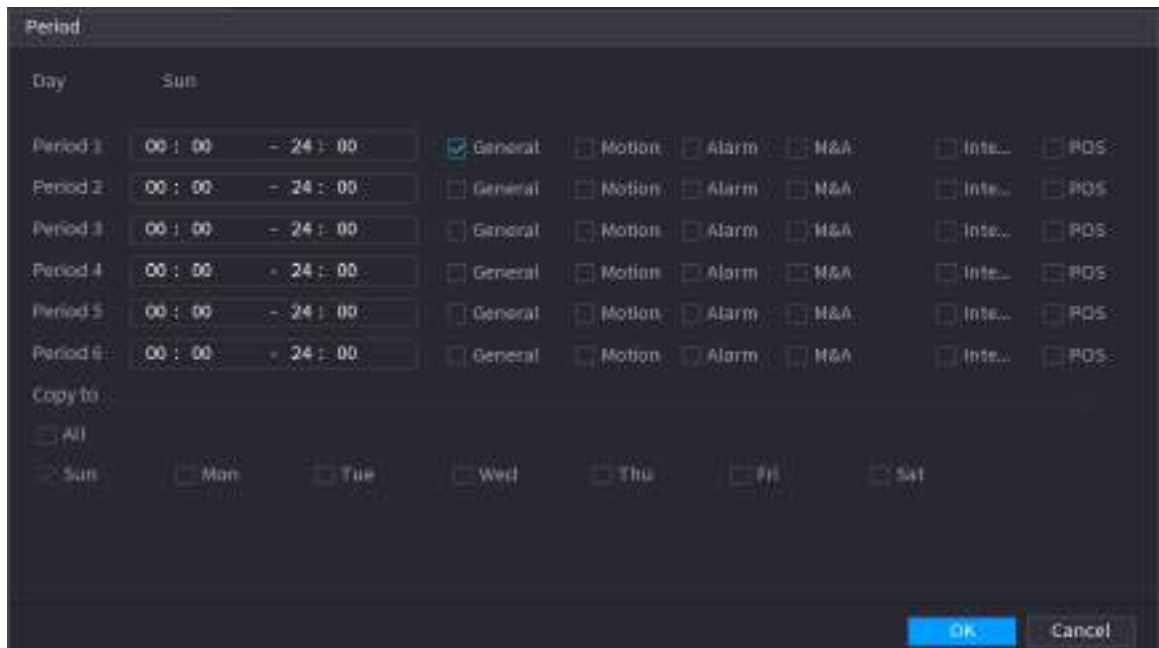 Period
Day Sun
Period 1 00 : 00 - 24 : 00 General Motion Alarm M&A Inte... POS
Period 2 00 : 00 - 24 : 00 General Motion Alarm M&A Inte... POS
Period 3 00 : 00 - 24 : 00 General Motion Alarm M&A Inte... POS
Period 4 00 : 00 - 24 : 00 General Motion Alarm M&A Inte... POS
Period 5 00 : 00 - 24 : 00 General Motion Alarm M&A Inte... POS
Period 6 00 : 00 - 24 : 00 General Motion Alarm M&A Inte... POS
Copy to
All
Sun Mon Tue Wed Thu Fri Sat
OK Cancel